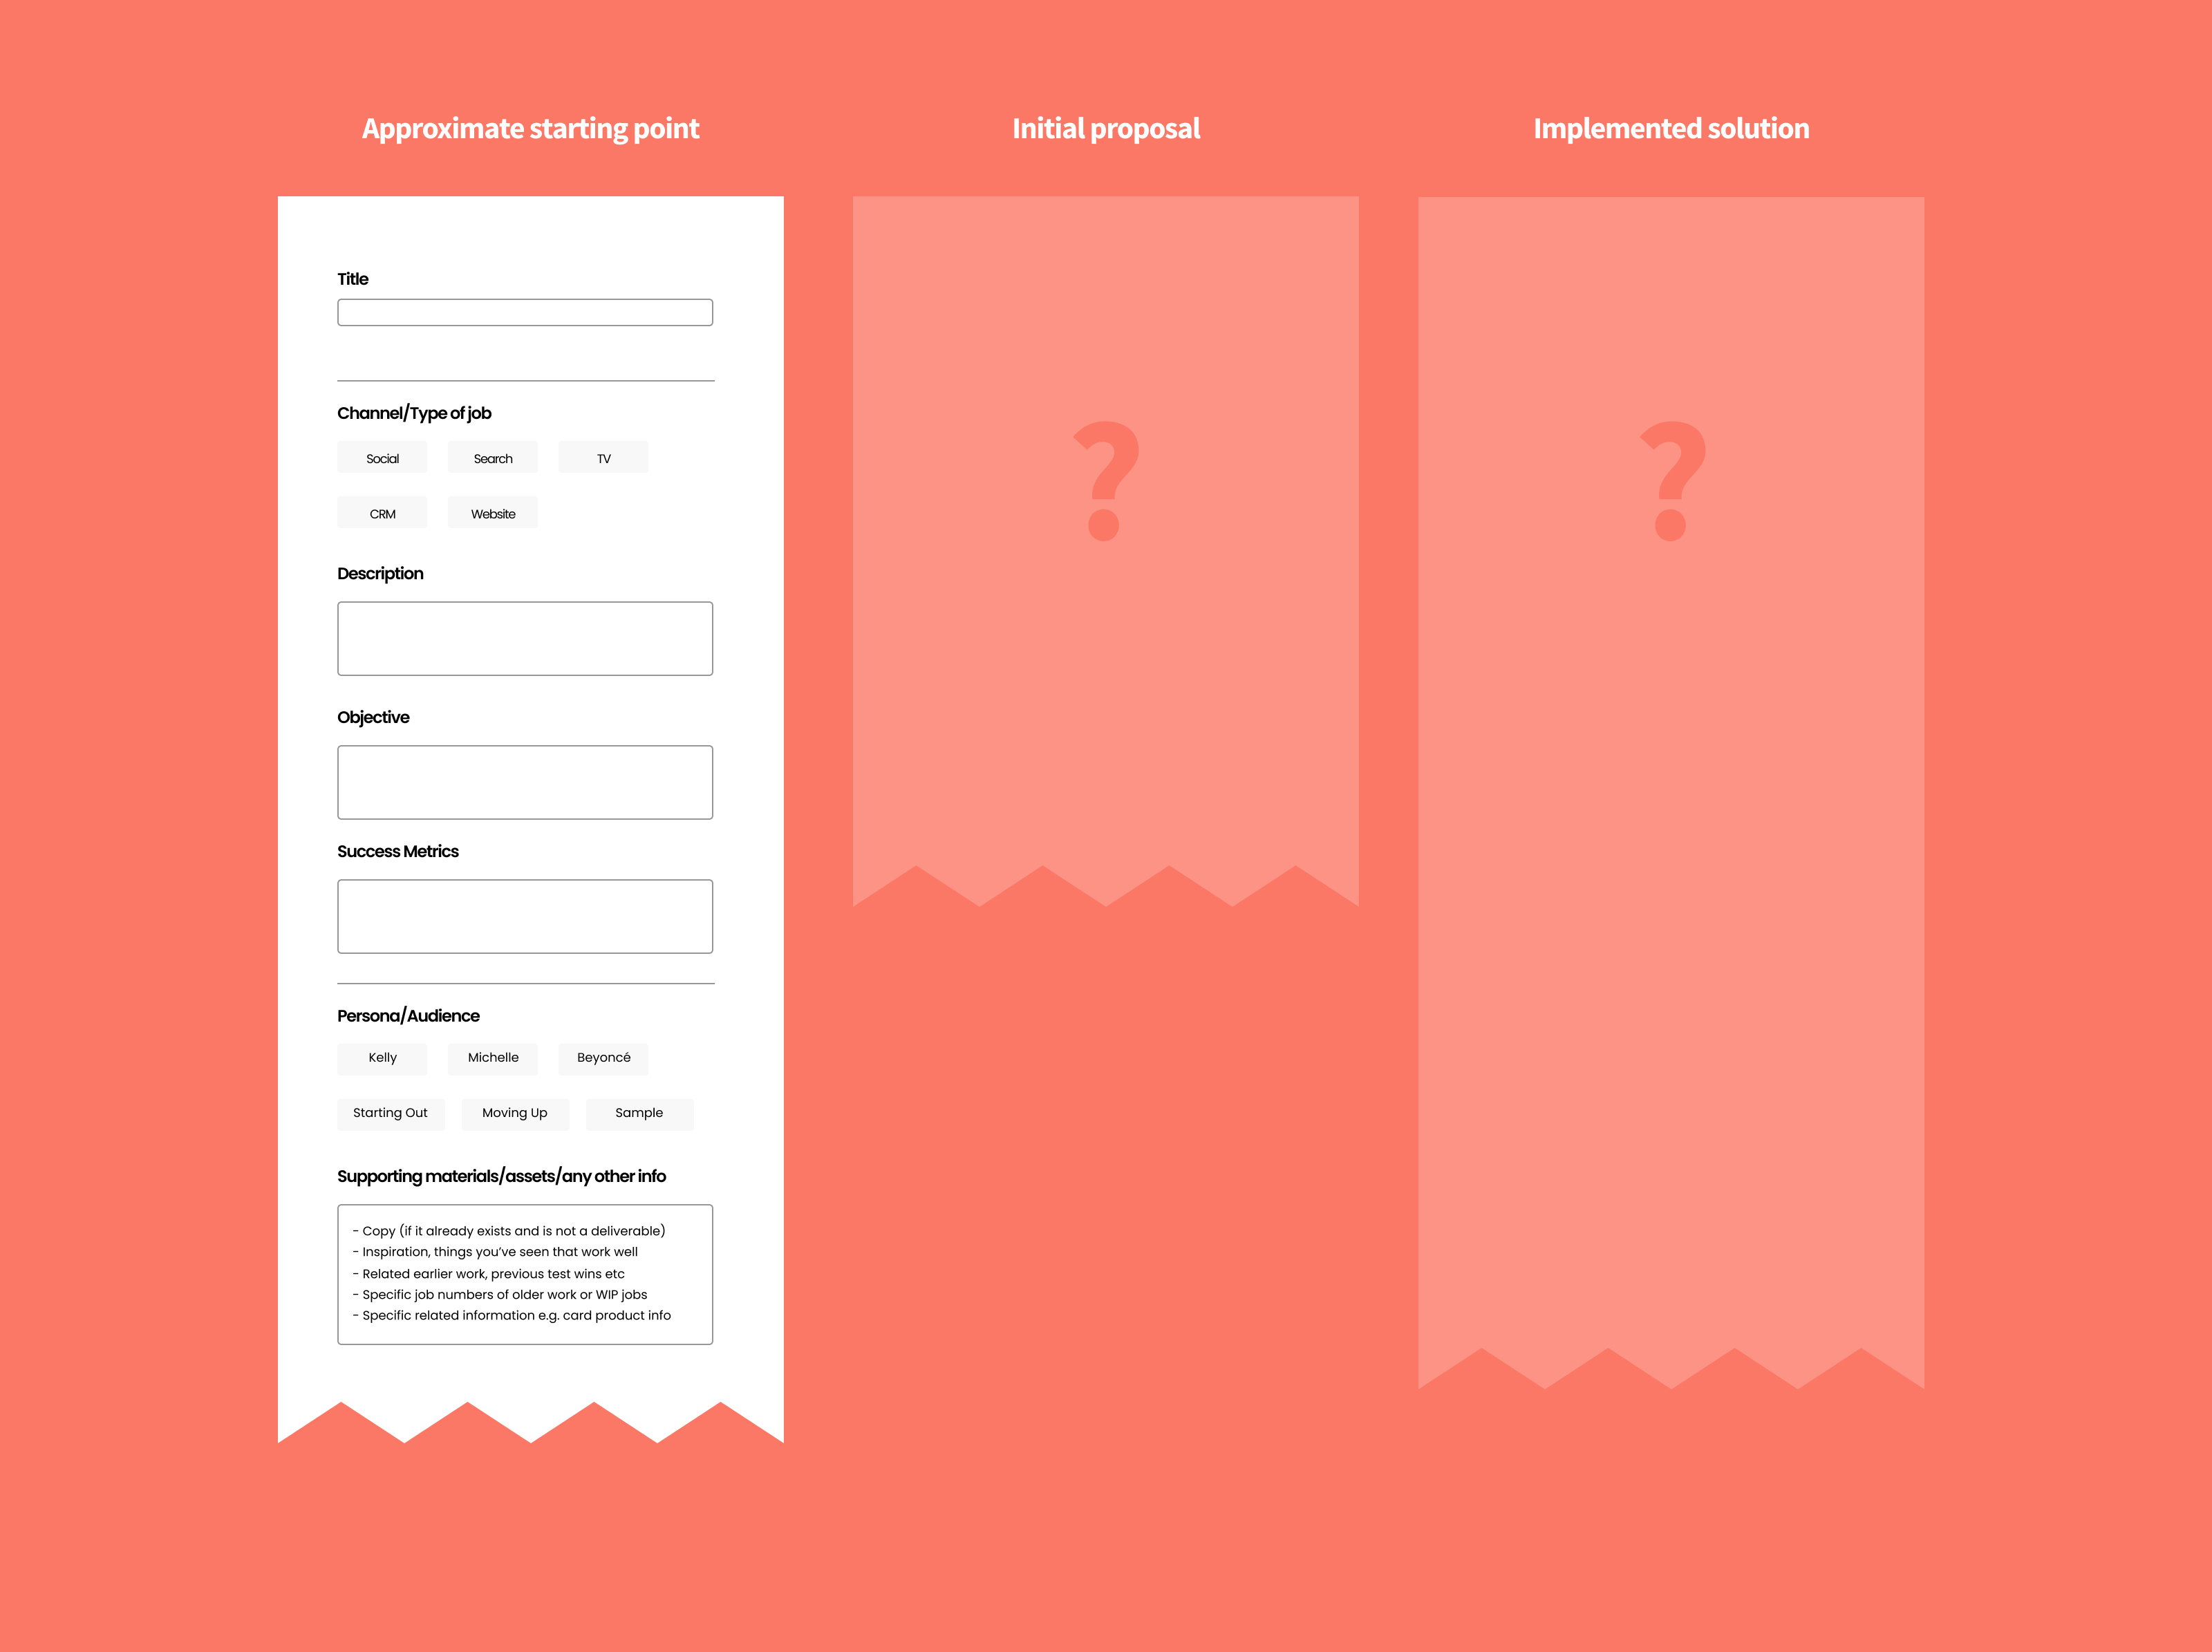 Approximate starting point
Initial proposal
Implemented solution
Title
Channel/Type of job
Social Search TV
CRM Website
Description
Objective
Success Metrics
Persona/Audience
Kelly Michelle Beyoncé
Starting Out Moving Up Sample
Supporting materials/assets/any other info
- Copy (if it already exists and is not a deliverable)
- Inspiration, things you’ve seen that work well
- Related earlier work, previous test wins etc
- Specific job numbers of older work or WIP jobs
- Specific related information e.g. card product info
?
?